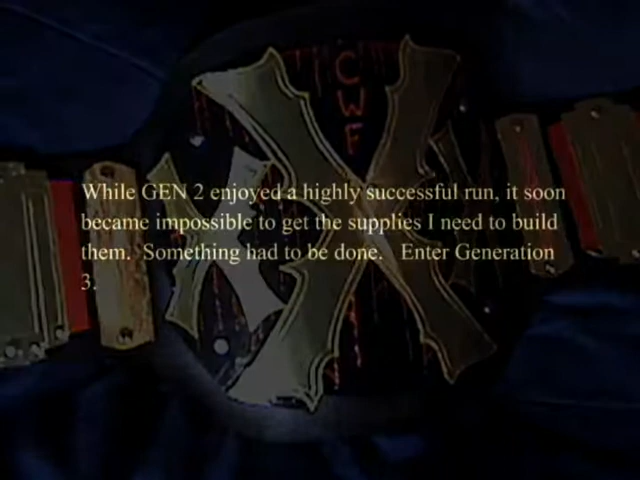 C
W
F
While GEN 2 enjoyed a highly successful run, it soon
became impossible to get the supplies I need to build
them. Something had to be done. Enter Generation
3.